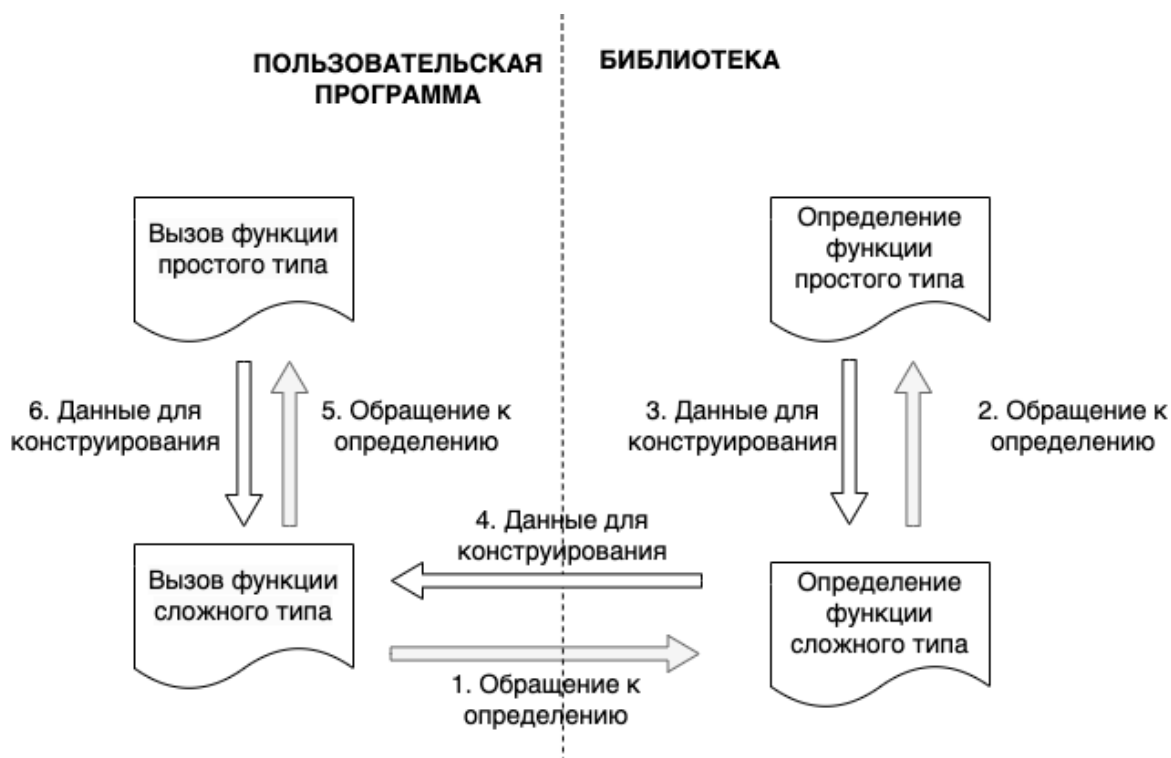 ПОЛЬЗОВАТЕЛЬСКАЯ
ПРОГРАММА
БИБЛИОТЕКА
Вызов функции
простого типа
Определение
функции
простого типа
6. Данные для
конструирования
5. Обращение к
определению
3. Данные для
конструирования
2. Обращение к
определению
4. Данные для
конструирования
Вызов функции
сложного типа
Определение
функции
сложного типа
1. Обращение к
определению